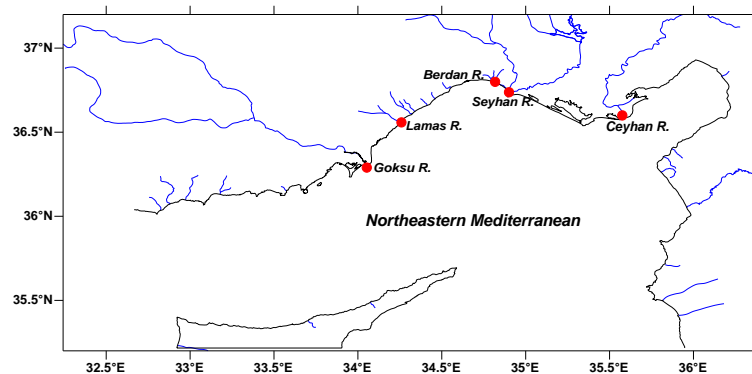 37°N
Berdan R.
Seyhan R.
36.5°N
Lamas R.
Ceyhan R.
Goksu R.
36°N
Northeastern Mediterranean
35.5°N
32.5°E 33°E 33.5°E 34°E 34.5°E 35°E 35.5°E 36°E